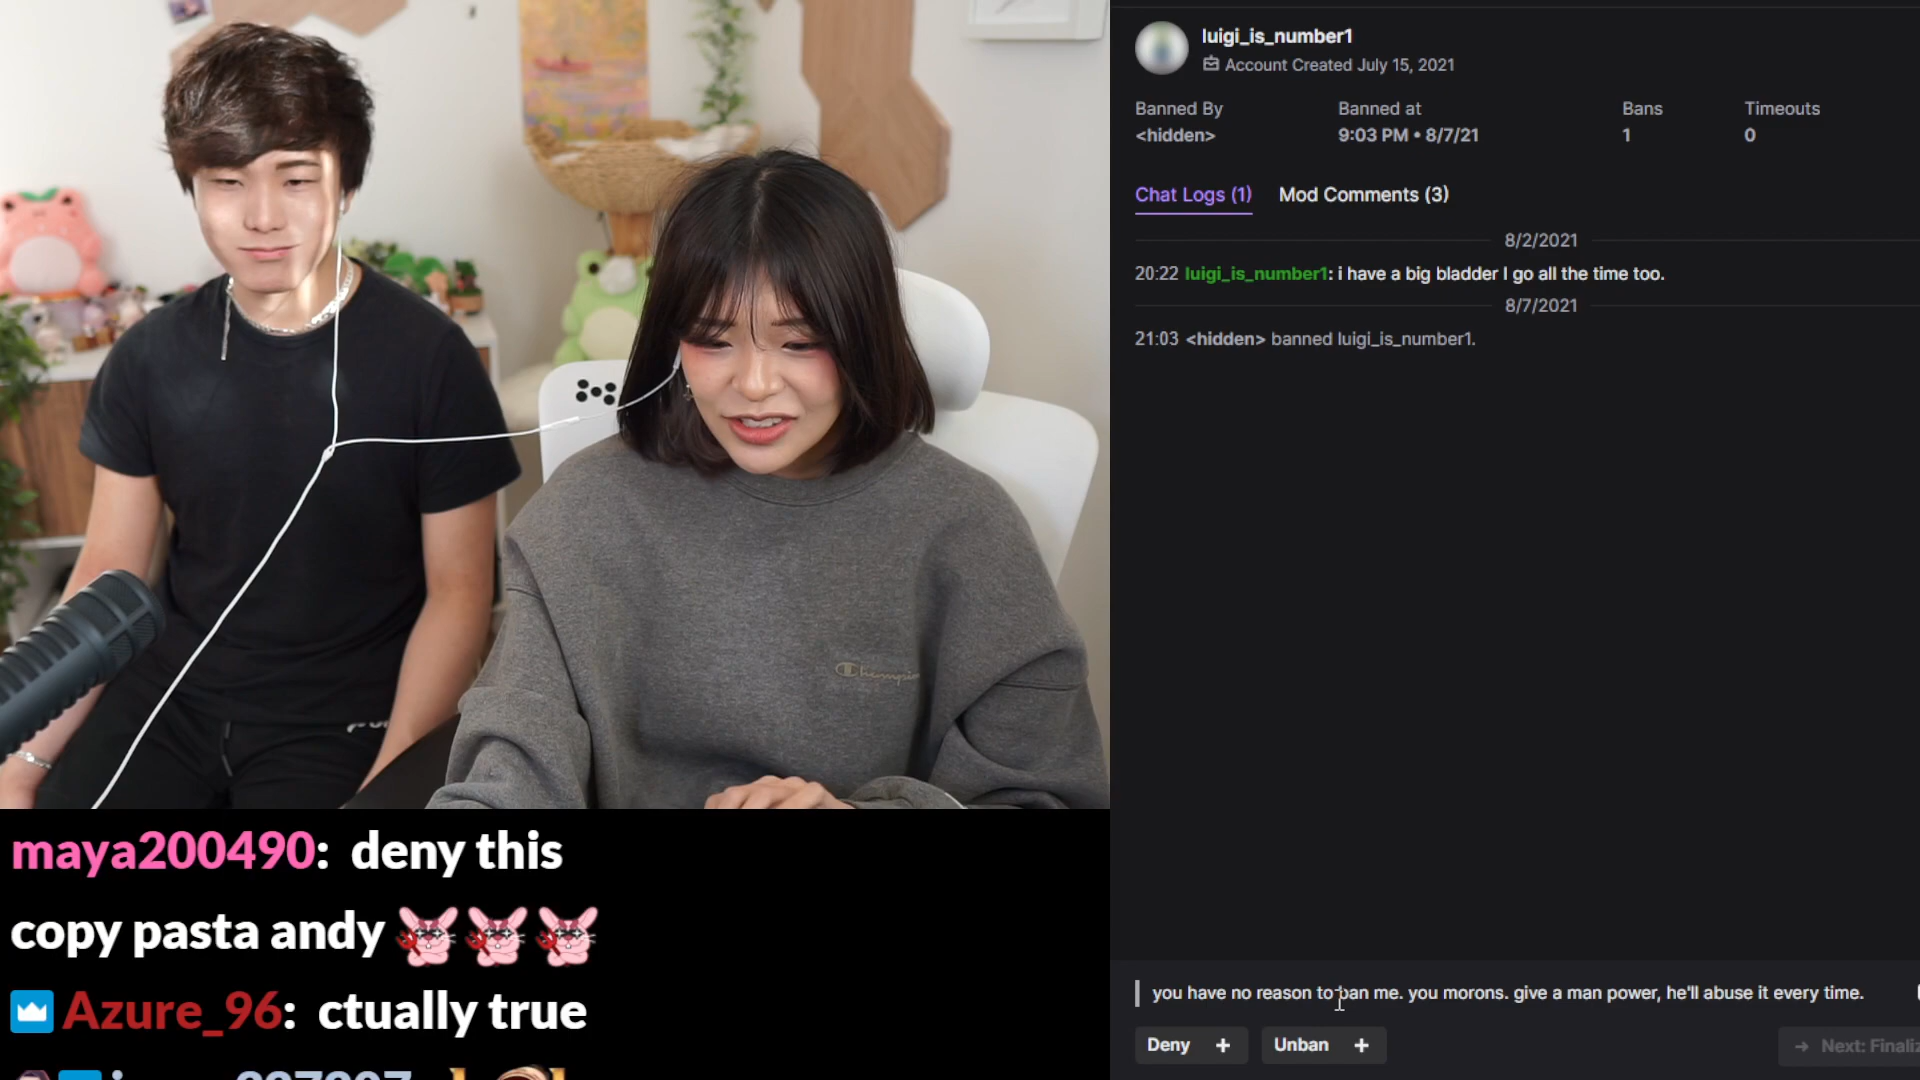 luigi_is_number1
Account Created July 15, 2021
Banned By
Banned at
Bans
Timeouts
<hidden>
9:03 PM • 8/7/21
1
0
Chat Logs (1)
Mod Comments (3)
8/2/2021
20:22 luigi_is_number1: i have a big bladder I go all the time too.
8/7/2021
21:03 <hidden> banned luigi_is_number1.
Champion
maya200490: deny this
copy pasta andy
Azure_96: ctually true
you have no reason to ban me. you morons. give a man power, he'll abuse it every time.
Deny +
Unban +
→ Next: Finaliz